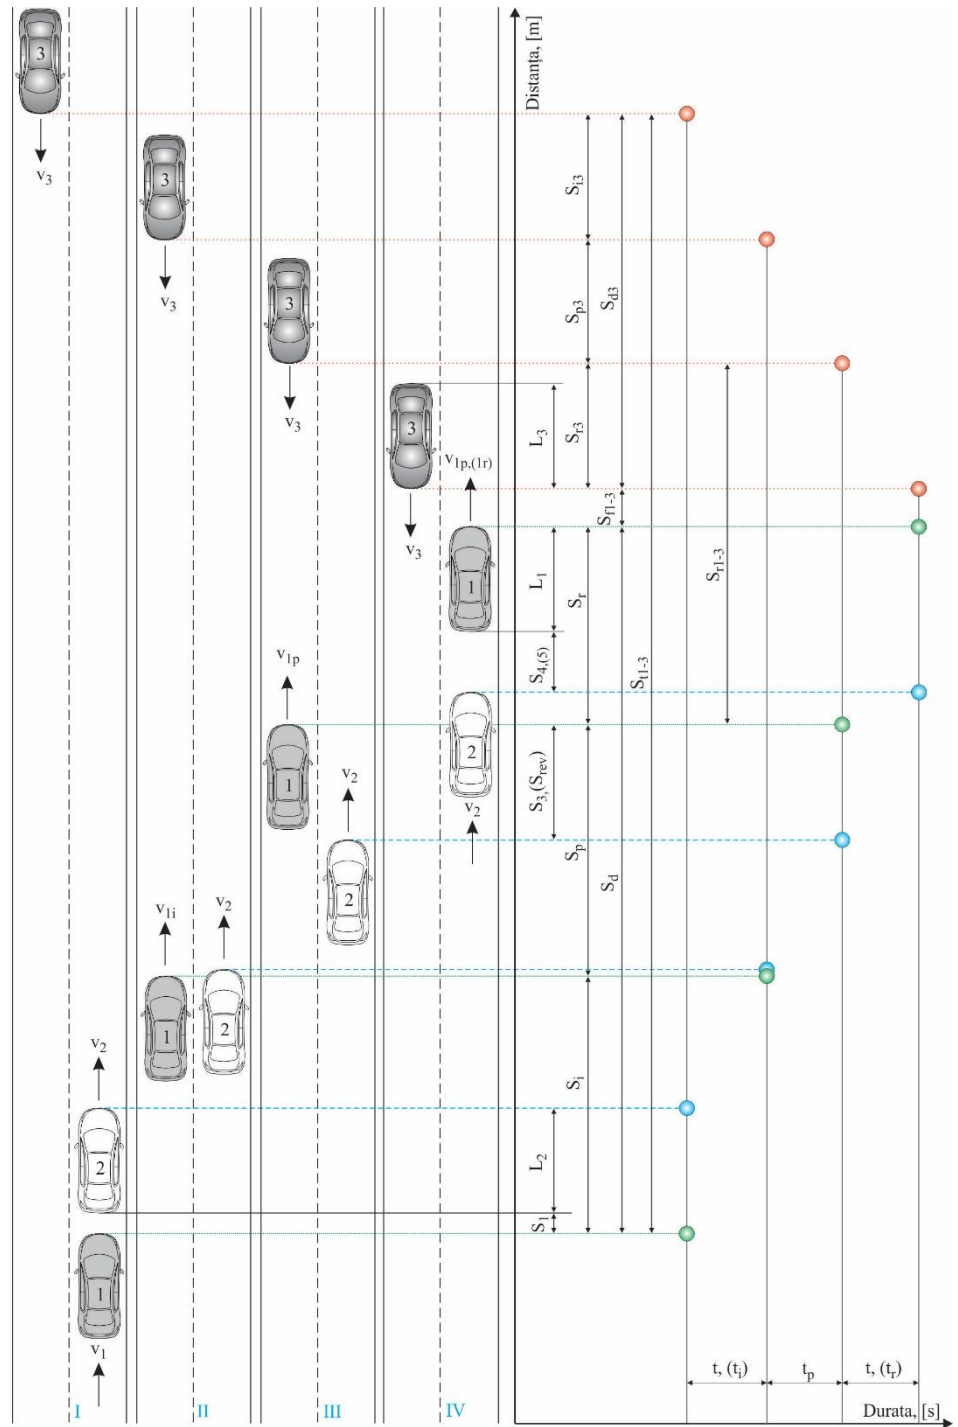 Distanța, [m]
3
v3
3
v3
3
v3
3
v3
v1p,(1r)
1
2
v2
v1p
1
v2
2
v1i
v2
1
2
v2
2
1
v1
I
II
III
IV
Si3
Sp3
Sd3
L3
Sr3
Sf1-3
Sr1-3
L1
Sr
S4,(5)
St1-3
S3,(Srev)
Sp
Sd
Si
L2
S1
t, (ti)
tp
t, (tr)
Durata, [s]